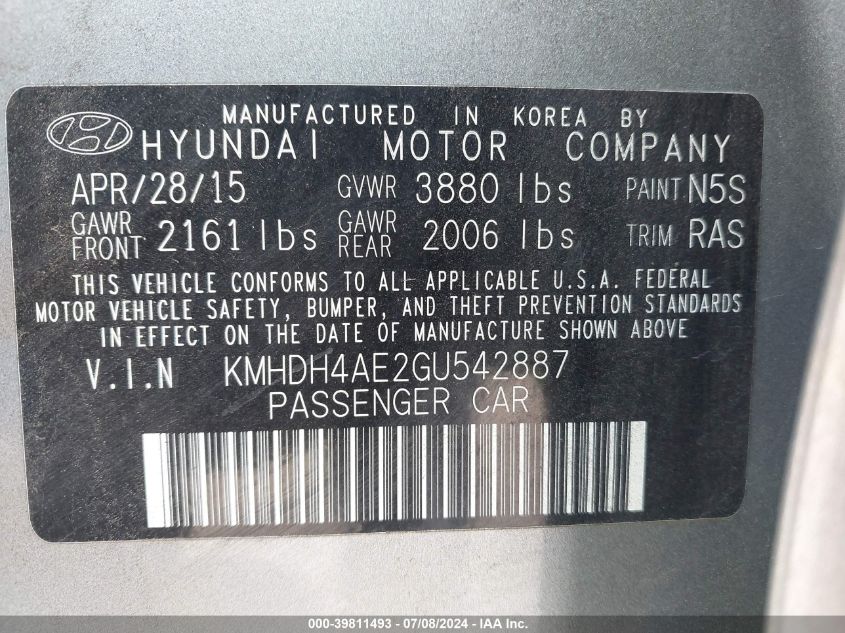 MANUFACTURED IN KOREA BY
HYUNDAI MOTOR COMPANY
APR/28/15 GVWR 3880 lbs PAINT N5S
GAWR FRONT 2161 lbs GAWR REAR 2006 lbs TRIM RAS
THIS VEHICLE CONFORMS TO ALL APPLICABLE U.S.A. FEDERAL
MOTOR VEHICLE SAFETY, BUMPER, AND THEFT PREVENTION STANDARDS
IN EFFECT ON THE DATE OF MANUFACTURE SHOWN ABOVE
V.I.N KMHDH4AE2GU542887
PASSENGER CAR
000-39811493 - 07/08/2024 - IAA Inc.